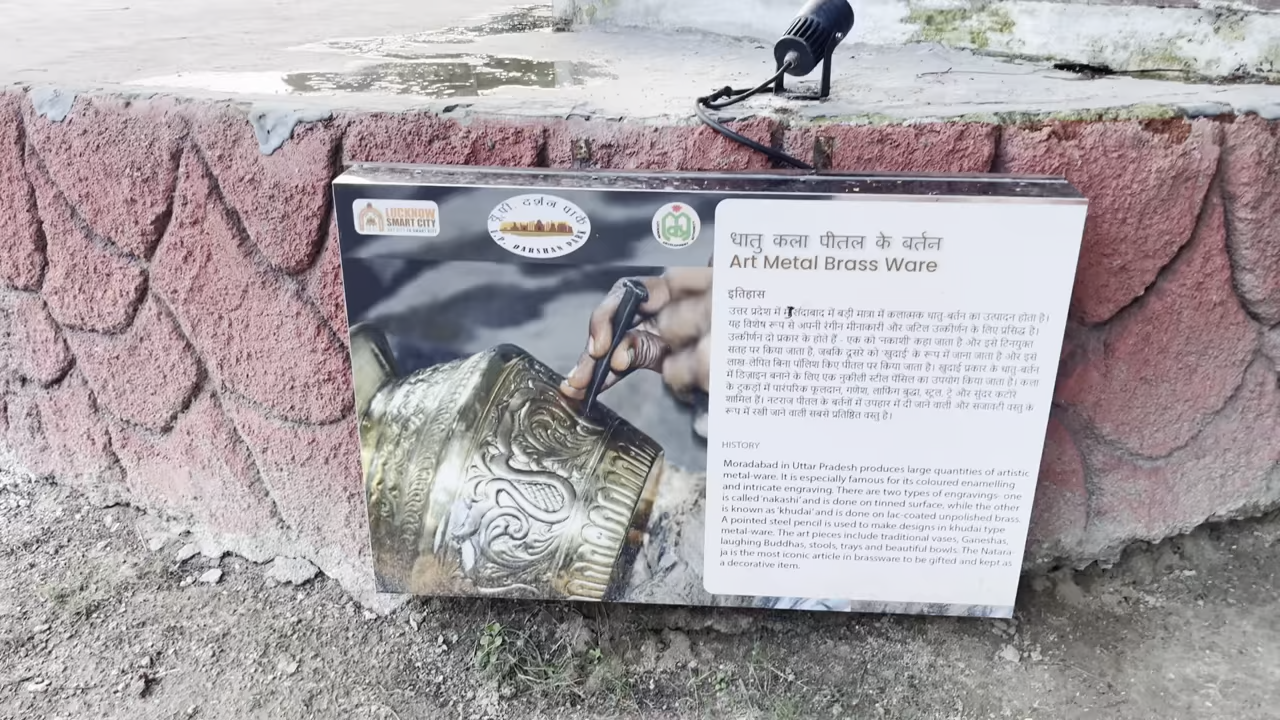 LUCKNOW
SMART CITY
यू.पी. दर्शन पार्क
U.P. DARSHAN PARK
धातु कला पीतल के बर्तन
Art Metal Brass Ware
इतिहास
उत्तर प्रदेश में मुरादाबाद में बड़ी मात्रा में कलात्मक धातु-बर्तन का उत्पादन होता है।
यह विशेष रूप से अपनी रंगीन मीनाकारी और जटिल उत्कीर्णन के लिए प्रसिद्ध है।
उत्कीर्णन दो प्रकार के होते हैं - एक को 'नकाशी' कहा जाता है और इसे टिनयुक्त
सतह पर किया जाता है, जबकि दूसरे को 'खुदाई' के रूप में जाना जाता है और इसे
लाख-लेपित बिना पॉलिश किए पीतल पर किया जाता है। खुदाई प्रकार के धातु-बर्तन
में डिज़ाइन बनाने के लिए एक नुकीली स्टील पेंसिल का उपयोग किया जाता है। कला
के टुकड़ों में पारंपरिक फूलदान, गणेश, लाफिंग बुद्धा, स्टूल, ट्रे और सुंदर कटोरे
शामिल हैं। नटराज पीतल के बर्तनों में उपहार में दी जाने वाली और सजावटी वस्तु के
रूप में रखी जाने वाली सबसे प्रतिष्ठित वस्तु है।
HISTORY
Moradabad in Uttar Pradesh produces large quantities of artistic
metal-ware. It is especially famous for its coloured enamelling
and intricate engraving. There are two types of engravings- one
is called 'nakashi' and is done on tinned surface, while the other
is known as 'khudai' and is done on lac-coated unpolished brass.
A pointed steel pencil is used to make designs in khudai type
metal-ware. The art pieces include traditional vases, Ganeshas,
laughing Buddhas, stools, trays and beautiful bowls. The Natara-
ja is the most iconic article in brassware to be gifted and kept as
a decorative item.